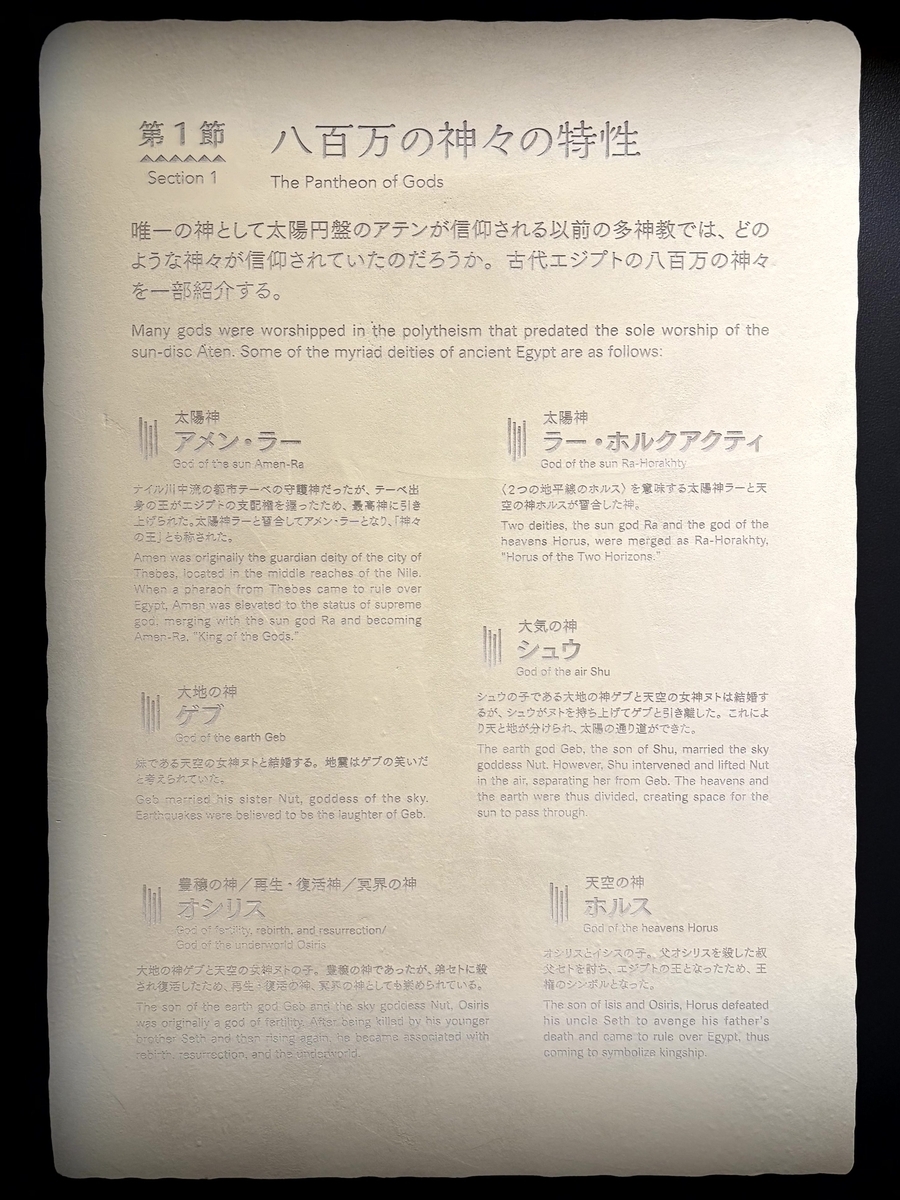 第1節
Section 1
八百万の神々の特性
The Pantheon of Gods
唯一の神として太陽円盤のアテンが信仰される以前の多神教では、どの
ような神々が信仰されていたのだろうか。古代エジプトの八百万の神々
を一部紹介する。
Many gods were worshipped in the polytheism that predated the sole worship of the
sun-disc Aten. Some of the myriad deities of ancient Egypt are as follows:
太陽神
アメン・ラー
God of the sun Amen-Ra
ナイル川中流の都市テーベの守護神だったが、テーベ出
身の王がエジプトの支配権を握ったため、最高神に引き
上げられた。太陽神ラーと習合してアメン・ラーとなり、「神々
の王」とも称された。
Amen was originally the guardian deity of the city of
Thebes, located in the middle reaches of the Nile.
When a pharaoh from Thebes came to rule over
Egypt, Amen was elevated to the status of supreme
god, merging with the sun god Ra and becoming
Amen-Ra, "King of the Gods."
太陽神
ラー・ホルクアクティ
God of the sun Ra-Horakhty
〈2つの地平線のホルス〉を意味する太陽神ラーと天
空の神ホルスが習合した神。
Two deities, the sun god Ra and the god of the
heavens Horus, were merged as Ra-Horakhty,
"Horus of the Two Horizons."
大気の神
シュウ
God of the air Shu
シュウの子である大地の神ゲブと天空の女神ヌトは結婚す
るが、シュウがヌトを持ち上げてゲブと引き離した。これによ
り天と地が分けられ、太陽の通り道ができた。
The earth god Geb, the son of Shu, married the sky
goddess Nut. However, Shu intervened and lifted Nut
in the air, separating her from Geb. The heavens and
the earth were thus divided, creating space for the
sun to pass through.
大地の神
ゲブ
God of the earth Geb
妹である天空の女神ヌトと結婚する。地震はゲブの笑いだ
と考えられていた。
Geb married his sister Nut, goddess of the sky.
Earthquakes were believed to be the laughter of Geb.
豊穣の神／再生・復活神／冥界の神
オシリス
God of fertility, rebirth, and resurrection/
God of the underworld Osiris
大地の神ゲブと天空の女神ヌトの子。豊穣の神であったが、弟セトに殺
され復活したため、再生・復活の神、冥界の神としても崇められている。
The son of the earth god Geb and the sky goddess Nut, Osiris
was originally a god of fertility. After being killed by his younger
brother Seth and then rising again, he became associated with
rebirth, resurrection, and the underworld.
天空の神
ホルス
God of the heavens Horus
オシリスとイシスの子。父オシリスを殺した叔
父セトを討ち、エジプトの王となったため、王
権のシンボルとなった。
The son of isis and Osiris, Horus defeated
his uncle Seth to avenge his father's
death and came to rule over Egypt, thus
coming to symbolize kingship.